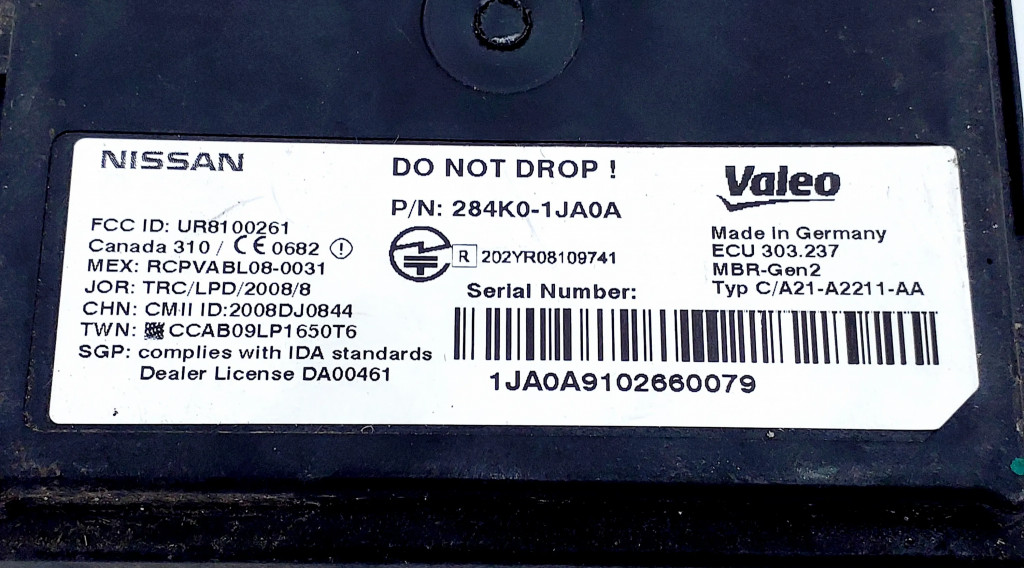 NISSAN
DO NOT DROP !
Valeo
P/N: 284K0-1JA0A
FCC ID: UR8100261
Canada 310 / CE 0682
MEX: RCPVABL08-0031
JOR: TRC/LPD/2008/8
CHN: CMII ID:2008DJ0844
TWN: CCAB09LP1650T6
SGP: complies with IDA standards
Dealer License DA00461
R 202YR08109741
Serial Number:
1JA0A9102660079
Made In Germany
ECU 303.237
MBR-Gen2
Typ C/A21-A2211-AA